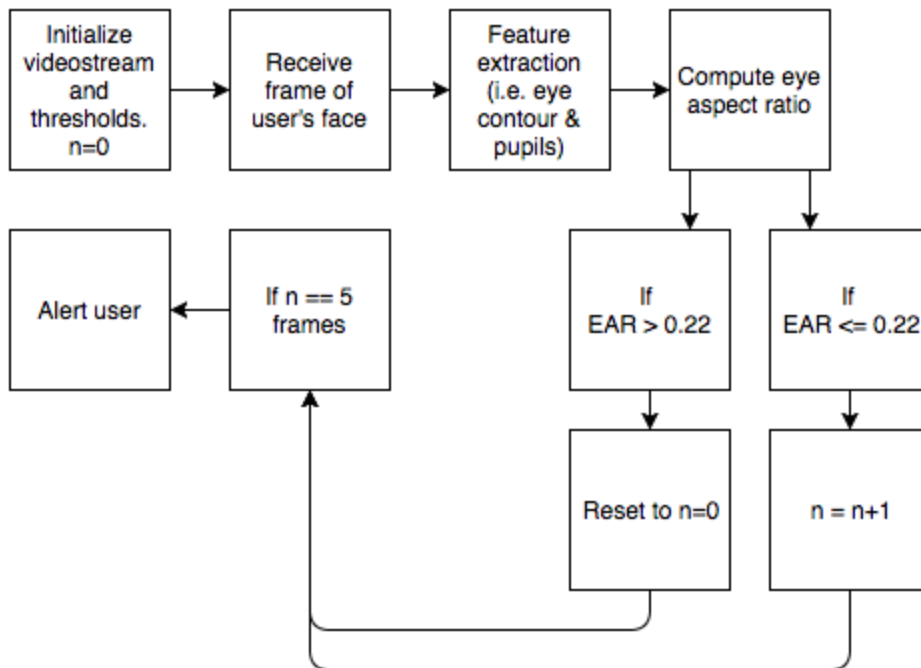 Initialize
videostream
and
thresholds.
n=0
Receive
frame of
user's face
Feature
extraction
(i.e. eye
contour &
pupils)
Compute eye
aspect ratio
Alert user
If n == 5
frames
If
EAR > 0.22
If
EAR <= 0.22
Reset to n=0
n = n+1